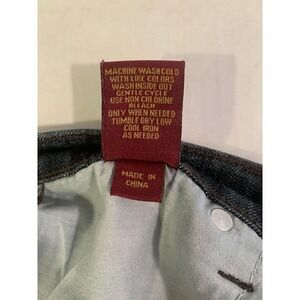 MACHINE WASH COLD
WITH LIKE COLORS
WASH INSIDE OUT
GENTLE CYCLE
USE NON CHLORINE
BLEACH
ONLY WHEN NEEDED
TUMBLE DRY LOW
COOL IRON
AS NEEDED
MADE IN
CHINA